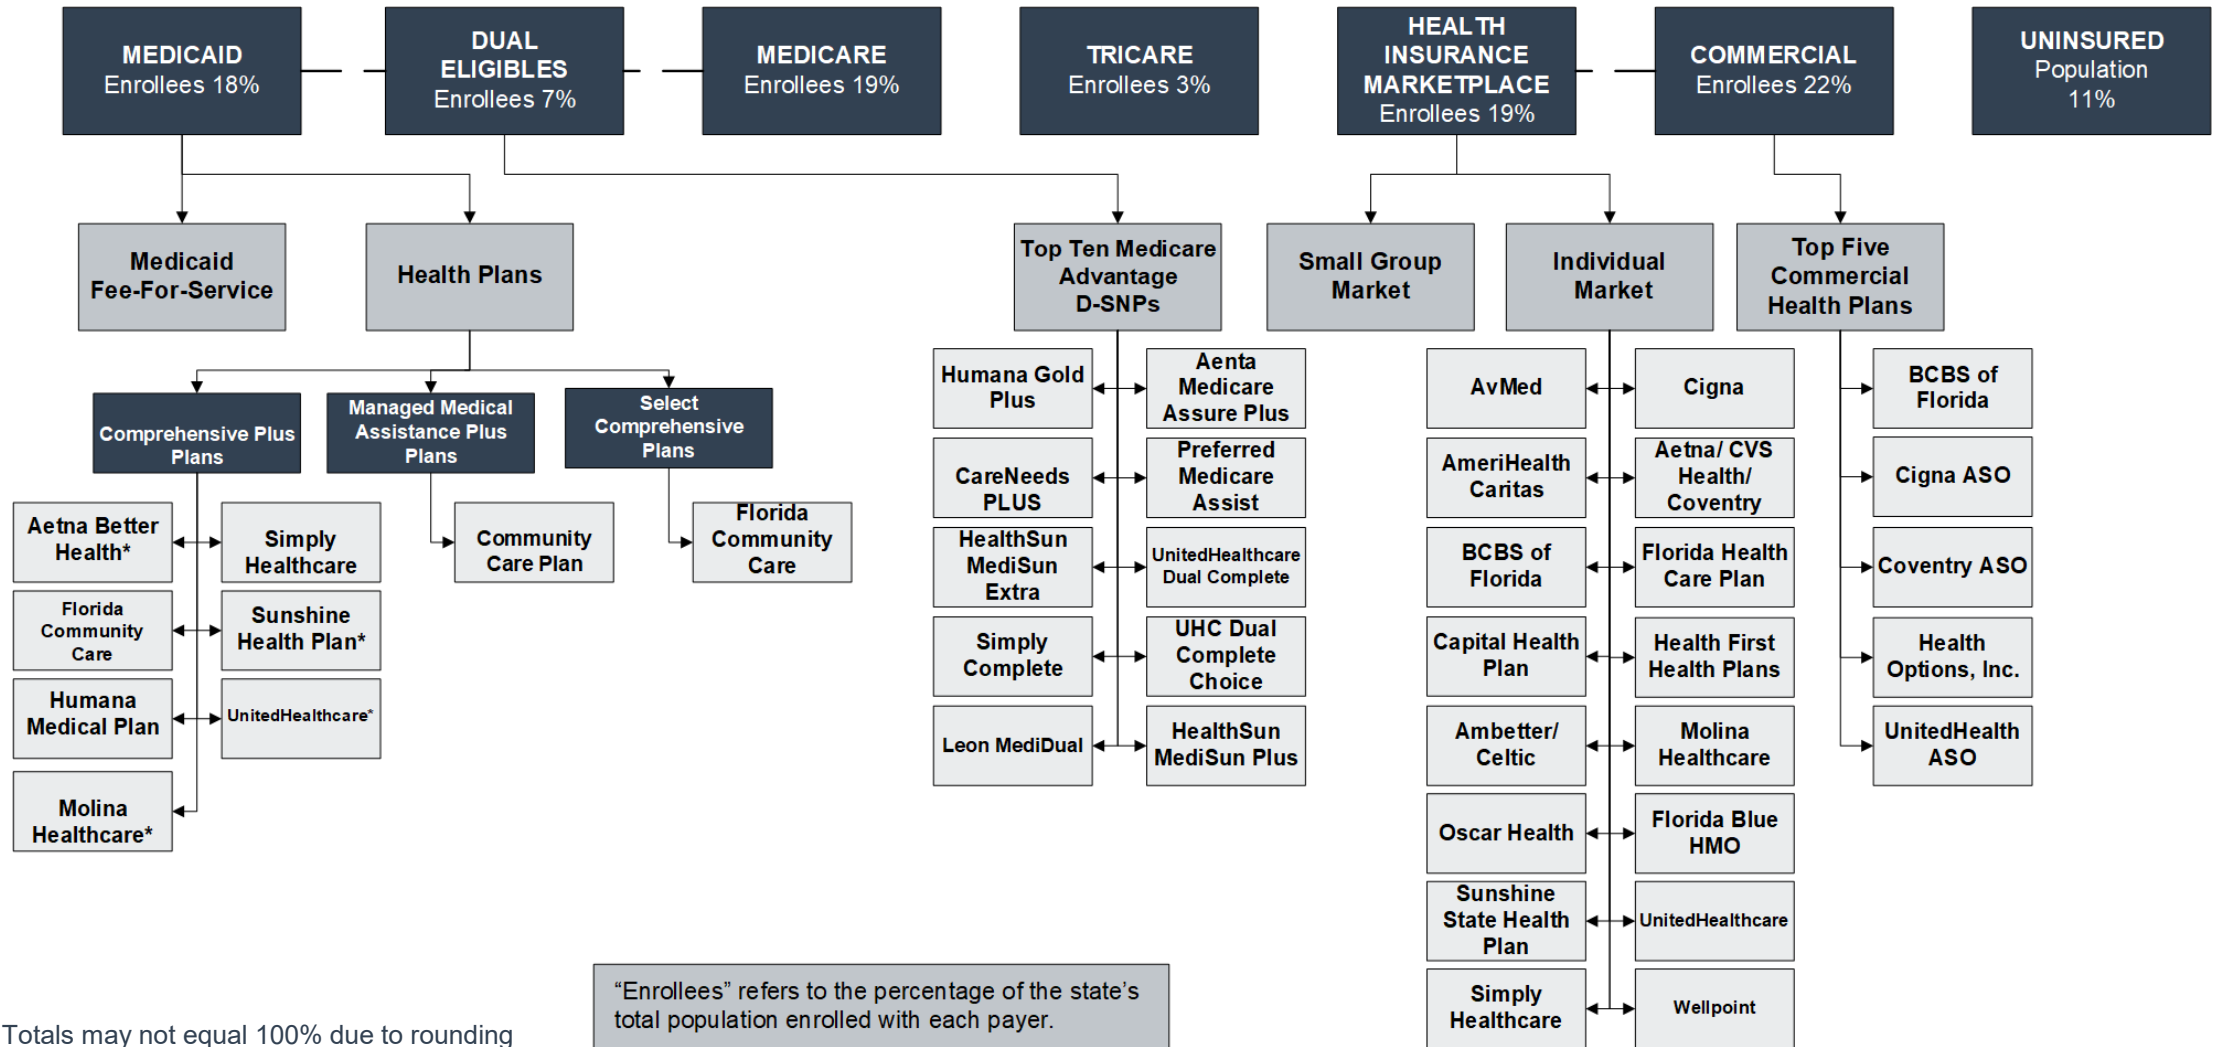 MEDICAID
Enrollees 18%
DUAL
ELIGIBLES
Enrollees 7%
MEDICARE
Enrollees 19%
TRICARE
Enrollees 3%
HEALTH
INSURANCE
MARKETPLACE
Enrollees 19%
COMMERCIAL
Enrollees 22%
UNINSURED
Population
11%
Medicaid
Fee-For-Service
Health Plans
Top Ten Medicare
Advantage
D-SNPs
Small Group
Market
Individual
Market
Top Five
Commercial
Health Plans
Comprehensive Plus
Plans
Managed Medical
Assistance Plus
Plans
Select
Comprehensive
Plans
Aetna Better
Health*
Simply
Healthcare
Florida
Community
Care
Sunshine
Health Plan*
Humana
Medical Plan
UnitedHealthcare*
Molina
Healthcare*
Community
Care Plan
Florida
Community
Care
Humana Gold
Plus
Aenta
Medicare
Assure Plus
CareNeeds
PLUS
Preferred
Medicare
Assist
HealthSun
MediSun
Extra
UnitedHealthcare
Dual Complete
Simply
Complete
UHC Dual
Complete
Choice
Leon MediDual
HealthSun
MediSun Plus
AvMed
Cigna
AmeriHealth
Caritas
Aetna/ CVS
Health/
Coventry
BCBS of
Florida
Florida Health
Care Plan
Capital Health
Plan
Health First
Health Plans
Ambetter/
Celtic
Molina
Healthcare
Oscar Health
Florida Blue
HMO
Sunshine
State Health
Plan
UnitedHealthcare
Simply
Healthcare
Wellpoint
BCBS of
Florida
Cigna ASO
Coventry ASO
Health
Options, Inc.
UnitedHealth
ASO
“Enrollees” refers to the percentage of the state’s
total population enrolled with each payer.
Totals may not equal 100% due to rounding